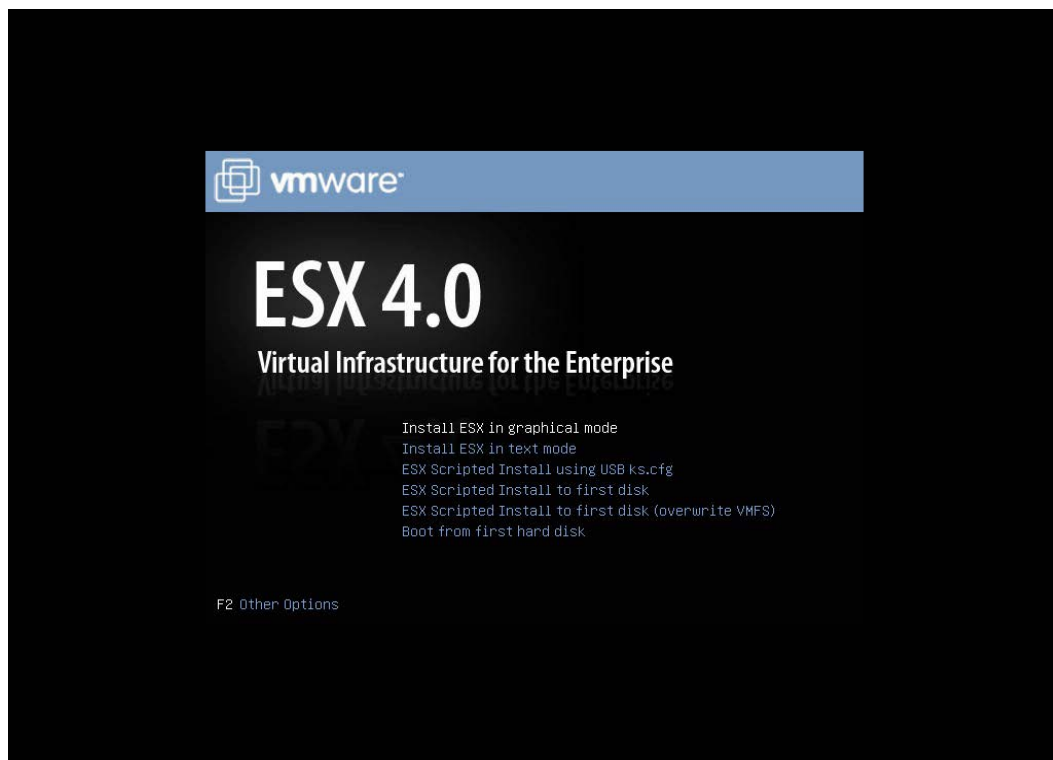 vmware
ESX 4.0
Virtual Infrastructure for the Enterprise
Install ESX in graphical mode
Install ESX in text mode
ESX Scripted Install using USB ks.cfg
ESX Scripted Install to first disk
ESX Scripted Install to first disk (overwrite VMFS)
Boot from first hard disk
F2 Other Options